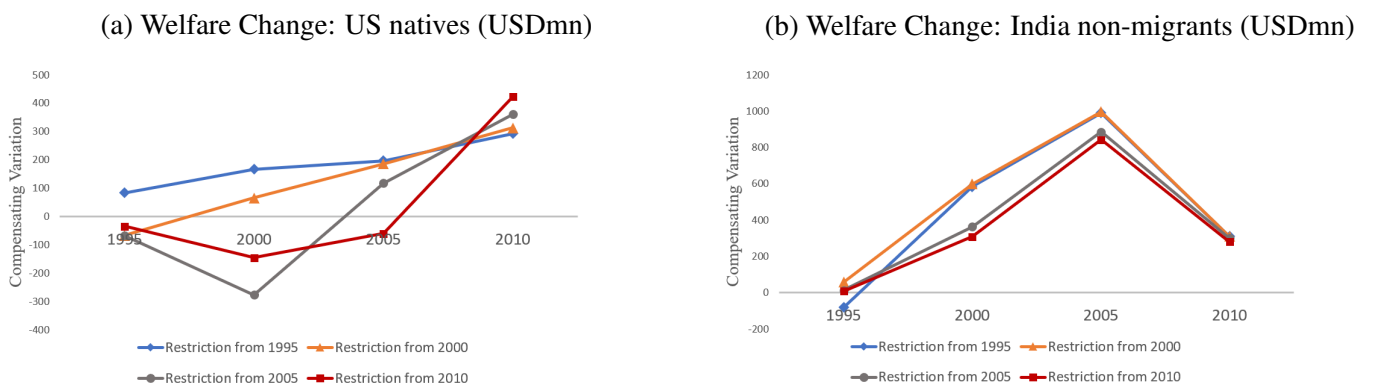 (a) Welfare Change: US natives (USDmn)
500
400
300
200
100
0
-100
-200
-300
-400
Compensating Variation
1995 2000 2005 2010
Restriction from 1995 Restriction from 2000
Restriction from 2005 Restriction from 2010
(b) Welfare Change: India non-migrants (USDmn)
1200
1000
800
600
400
200
0
-200
Compensating Variation
1995 2000 2005 2010
Restriction from 1995 Restriction from 2000
Restriction from 2005 Restriction from 2010